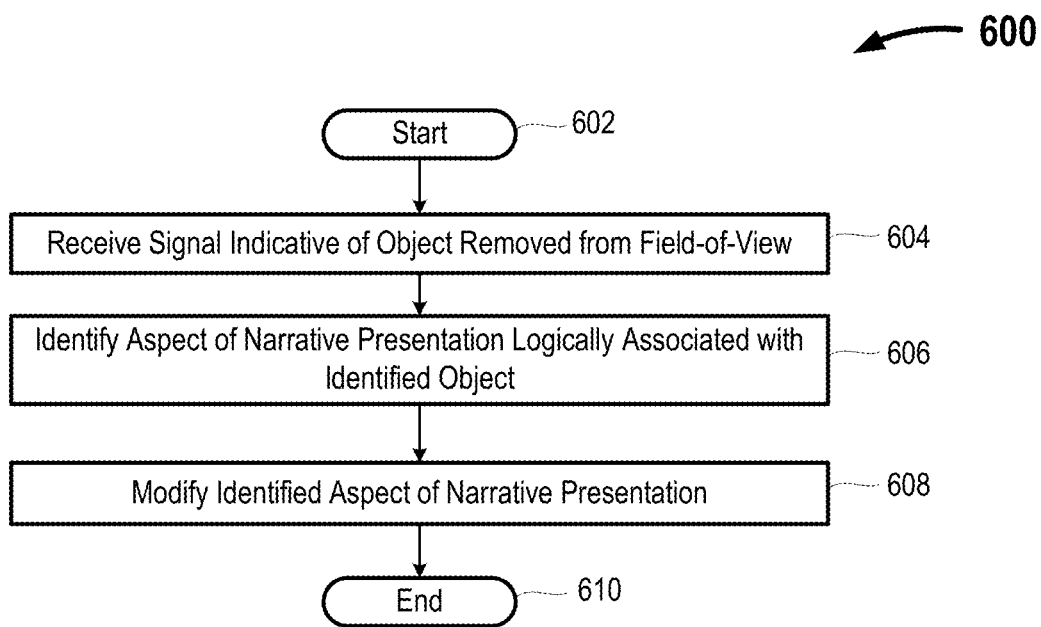 600
Start
602
Receive Signal Indicative of Object Removed from Field-of-View
604
Identify Aspect of Narrative Presentation Logically Associated with
Identified Object
606
Modify Identified Aspect of Narrative Presentation
608
End
610